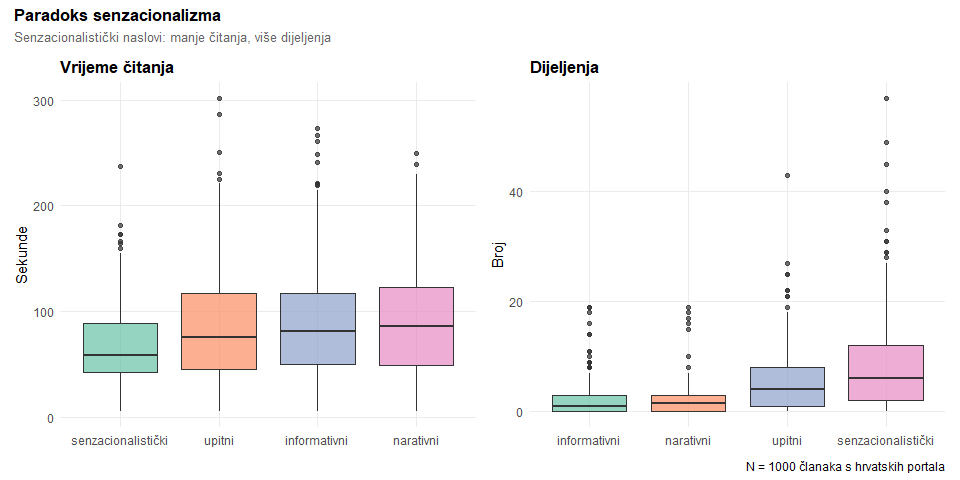 Paradoks senzacionalizma
Senzacionalistički naslovi: manje čitanja, više dijeljenja
Vrijeme čitanja
300
200
100
0
Sekunde
senzacionalistički upitni informativni narativni
Dijeljenja
40
20
0
Broj
informativni narativni upitni senzacionalistički
N = 1000 članaka s hrvatskih portala